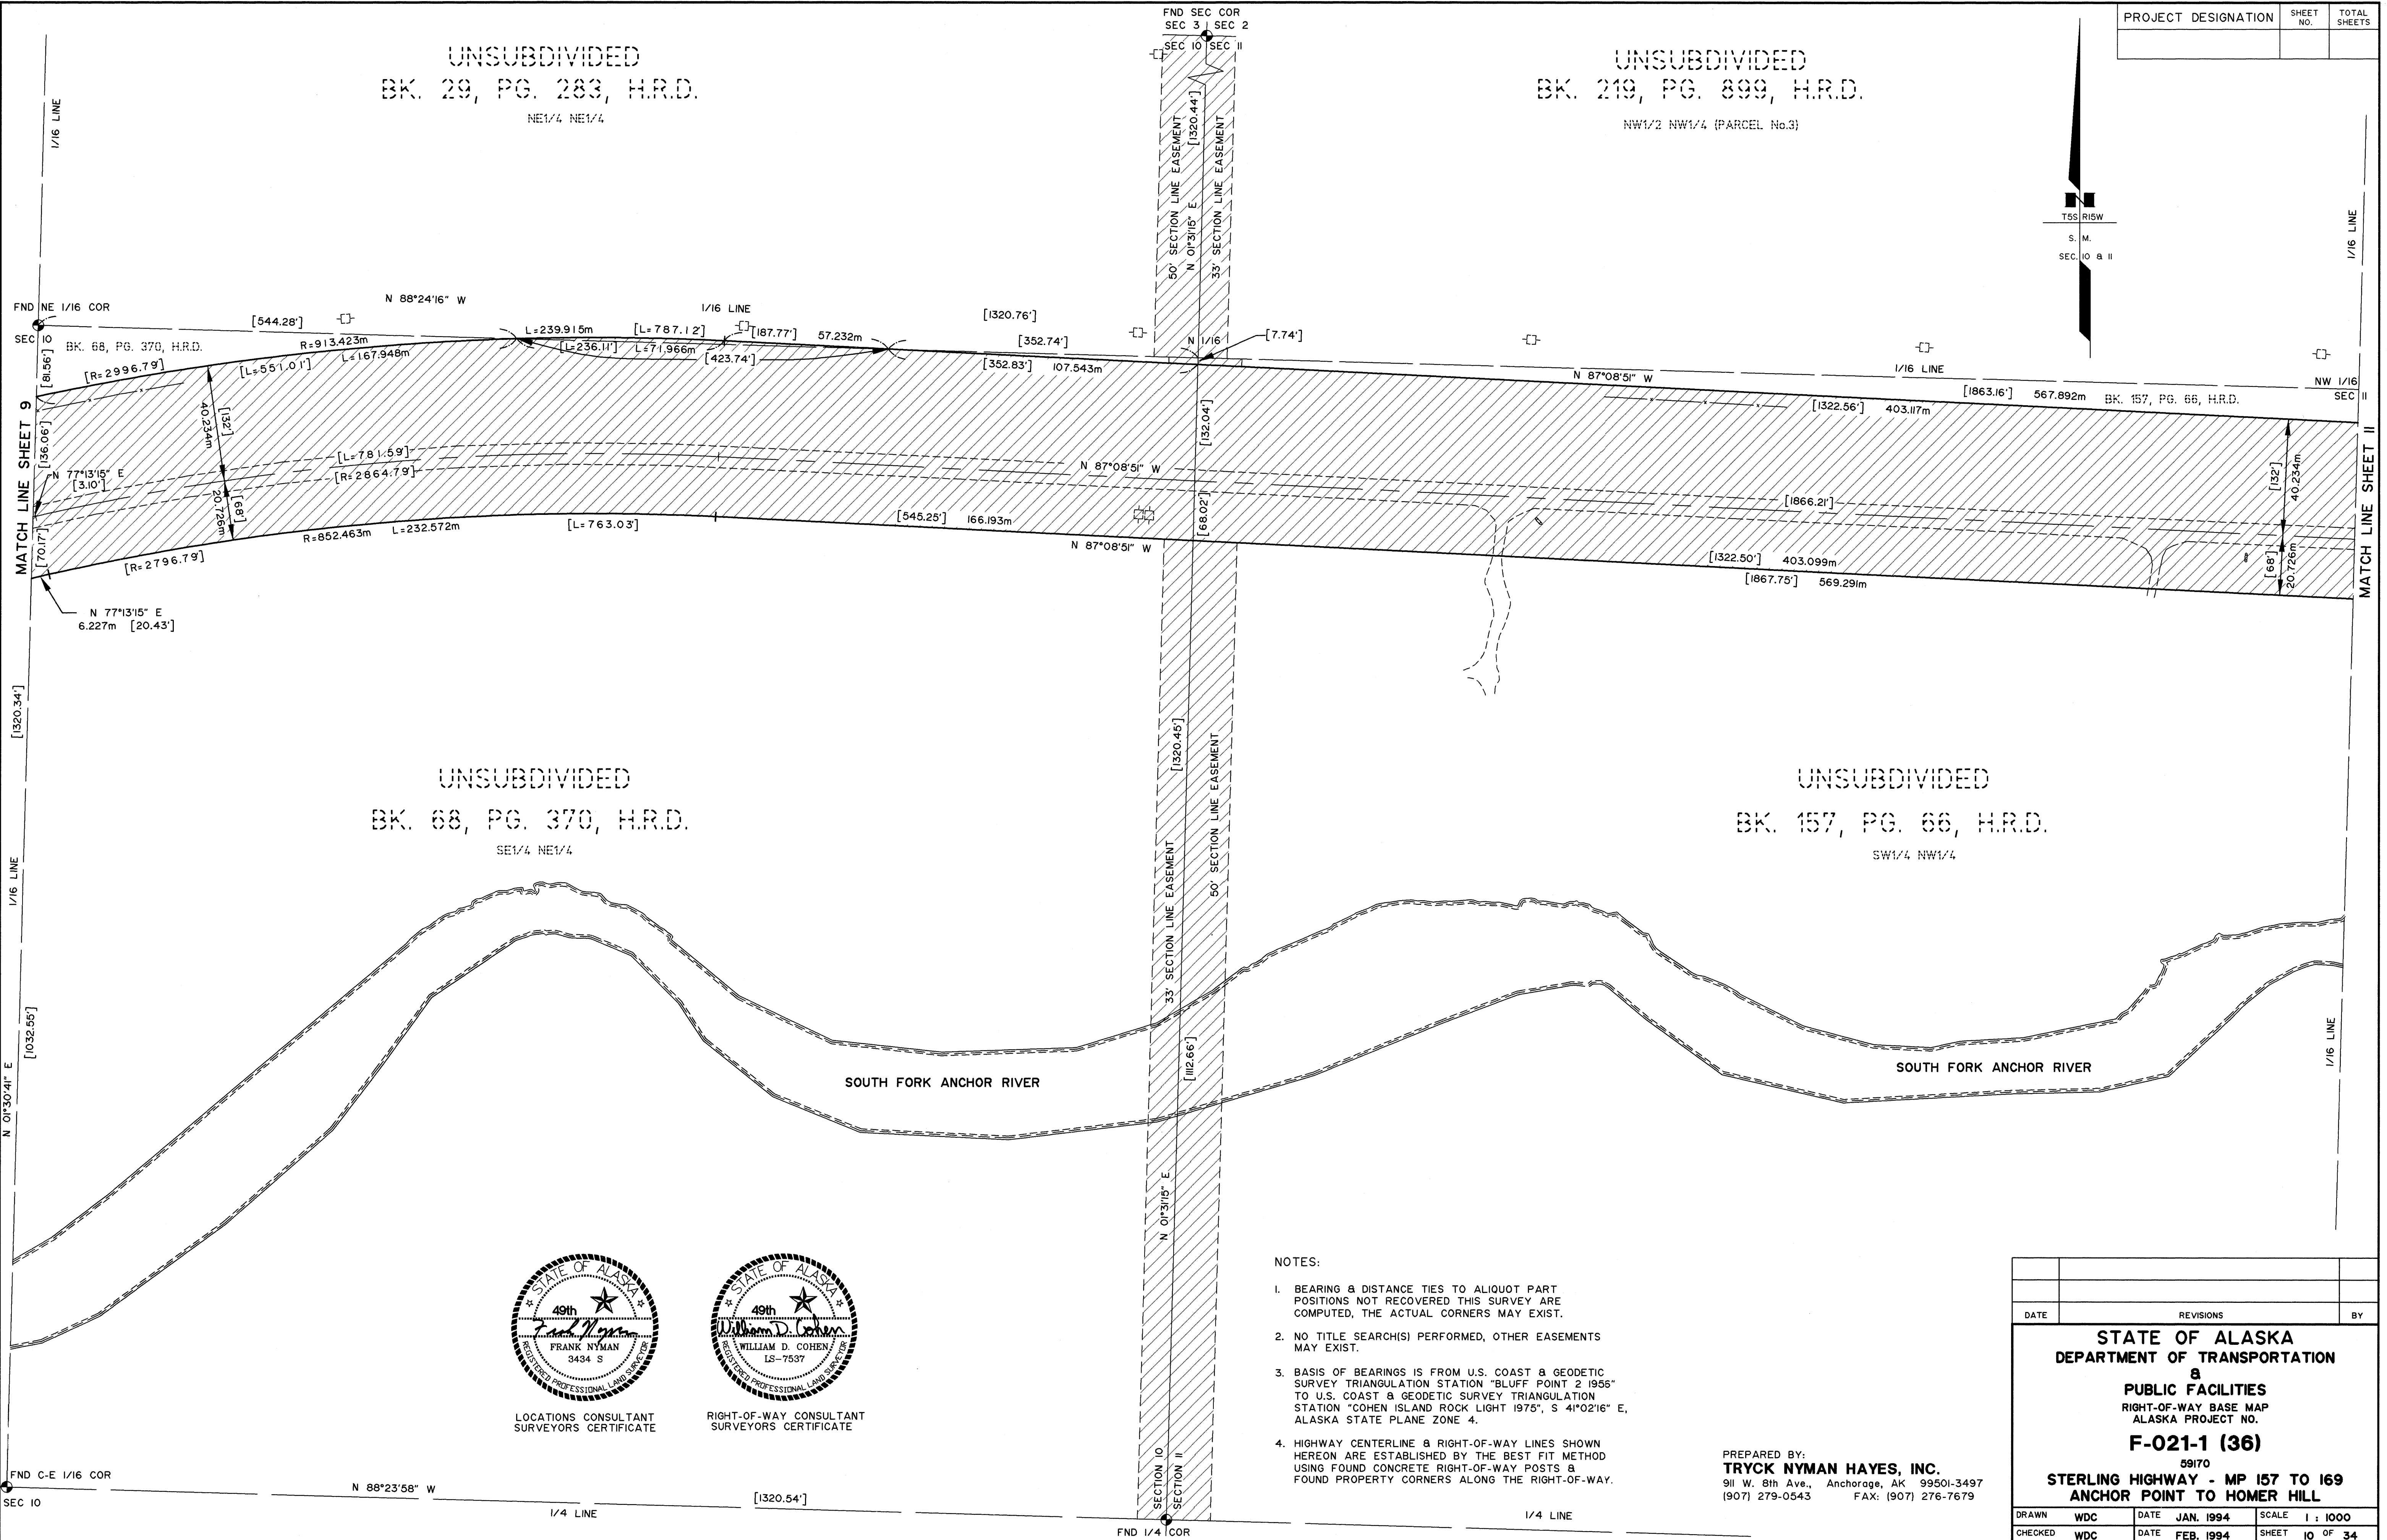 PROJECT DESIGNATION
SHEET NO.
TOTAL SHEETS
FND SEC COR
SEC 3 SEC 2
SEC 10 SEC 11
UNSUBDIVIDED
BK. 29, PG. 283, H.R.D.
NE1/4 NE1/4
UNSUBDIVIDED
BK. 219, PG. 899, H.R.D.
NW1/2 NW1/4 (PARCEL No.3)
1/16 LINE
50' SECTION LINE EASEMENT
N 01°31'15" E
[1320.44']
33' SECTION LINE EASEMENT
N
T5S R15W
S. M.
SEC. 10 & 11
1/16 LINE
FND NE 1/16 COR
SEC 10
N 88°24'16" W
[544.28']
1/16 LINE
[1320.76']
BK. 68, PG. 370, H.R.D.
R=913.423m
L=167.948m
[R=2996.79']
[L=551.01']
L=239.915m
[L=787.12']
[187.77']
57.232m
[L=236.11']
L=71.966m
[423.74']
[352.74']
[352.83'] 107.543m
N 1/16
[7.74']
N 87°08'51" W
1/16 LINE
NW 1/16
SEC 11
[1863.16'] 567.892m
BK. 157, PG. 66, H.R.D.
[1322.56'] 403.117m
MATCH LINE SHEET 9
[81.56']
[136.06']
[70.17']
N 77°13'15" E
[3.10']
[132']
40.234m
[68']
20.726m
[L=781.59']
[R=2864.79']
[132.04']
N 87°08'51" W
[68.02']
[1866.21']
[132']
40.234m
[68']
20.726m
MATCH LINE SHEET 11
R=852.463m
L=232.572m
[L=763.03']
[R=2796.79']
[545.25'] 166.193m
N 87°08'51" W
[1322.50'] 403.099m
[1867.75'] 569.291m
N 77°13'15" E
6.227m [20.43']
[1320.34']
1/16 LINE
[1032.55']
N 01°30'41" E
UNSUBDIVIDED
BK. 68, PG. 370, H.R.D.
SE1/4 NE1/4
[1320.45']
33' SECTION LINE EASEMENT
50' SECTION LINE EASEMENT
[1112.66']
N 01°31'15" E
UNSUBDIVIDED
BK. 157, PG. 66, H.R.D.
SW1/4 NW1/4
SOUTH FORK ANCHOR RIVER
SOUTH FORK ANCHOR RIVER
1/16 LINE
STATE OF ALASKA
49th
Frank Nyman
FRANK NYMAN
3434 S
REGISTERED PROFESSIONAL LAND SURVEYOR
LOCATIONS CONSULTANT
SURVEYORS CERTIFICATE
STATE OF ALASKA
49th
William D. Cohen
WILLIAM D. COHEN
LS-7537
REGISTERED PROFESSIONAL LAND SURVEYOR
RIGHT-OF-WAY CONSULTANT
SURVEYORS CERTIFICATE
NOTES:
1. BEARING & DISTANCE TIES TO ALIQUOT PART
POSITIONS NOT RECOVERED THIS SURVEY ARE
COMPUTED, THE ACTUAL CORNERS MAY EXIST.
2. NO TITLE SEARCH(S) PERFORMED, OTHER EASEMENTS
MAY EXIST.
3. BASIS OF BEARINGS IS FROM U.S. COAST & GEODETIC
SURVEY TRIANGULATION STATION "BLUFF POINT 2 1956"
TO U.S. COAST & GEODETIC SURVEY TRIANGULATION
STATION "COHEN ISLAND ROCK LIGHT 1975", S 41°02'16" E,
ALASKA STATE PLANE ZONE 4.
4. HIGHWAY CENTERLINE & RIGHT-OF-WAY LINES SHOWN
HEREON ARE ESTABLISHED BY THE BEST FIT METHOD
USING FOUND CONCRETE RIGHT-OF-WAY POSTS &
FOUND PROPERTY CORNERS ALONG THE RIGHT-OF-WAY.
PREPARED BY:
TRYCK NYMAN HAYES, INC.
911 W. 8th Ave., Anchorage, AK 99501-3497
(907) 279-0543 FAX: (907) 276-7679
FND C-E 1/16 COR
SEC 10
N 88°23'58" W
1/4 LINE
[1320.54']
SECTION 10
SECTION 11
FND 1/4 COR
1/4 LINE
DATE REVISIONS BY
STATE OF ALASKA
DEPARTMENT OF TRANSPORTATION
&
PUBLIC FACILITIES
RIGHT-OF-WAY BASE MAP
ALASKA PROJECT NO.
F-021-1 (36)
59170
STERLING HIGHWAY - MP 157 TO 169
ANCHOR POINT TO HOMER HILL
DRAWN WDC DATE JAN. 1994 SCALE 1 : 1000
CHECKED WDC DATE FEB. 1994 SHEET 10 OF 34